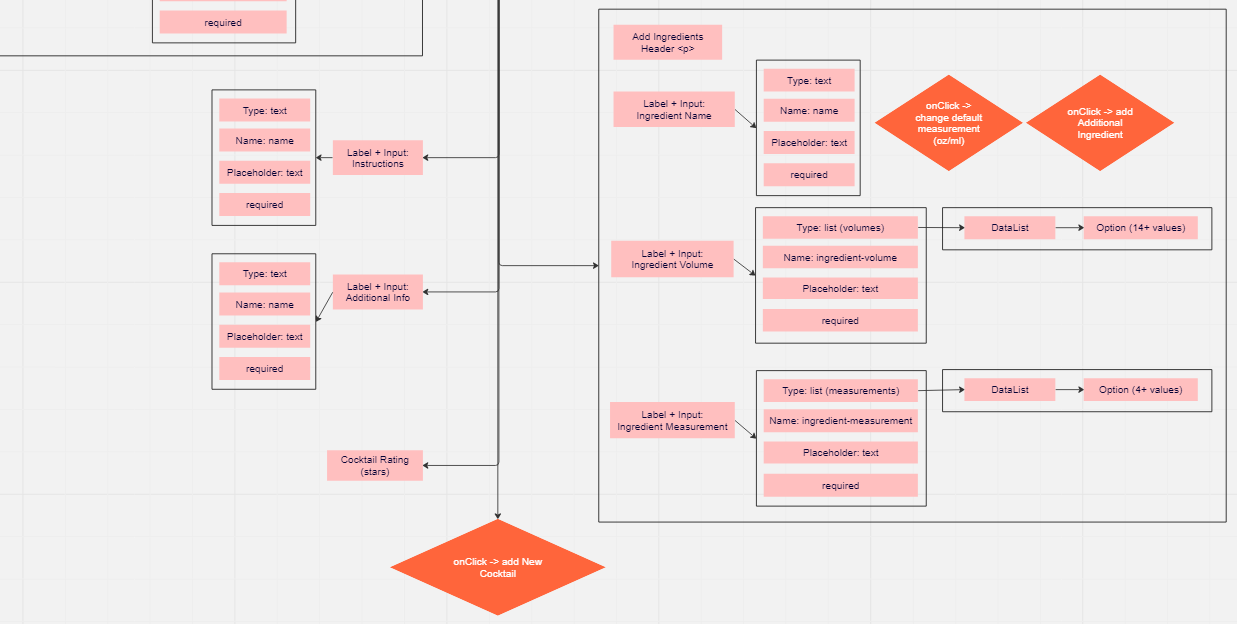 required
Type: text
Name: name
Placeholder: text
required
Label + Input:
Instructions
Type: text
Name: name
Placeholder: text
required
Label + Input:
Additional Info
Cocktail Rating
(stars)
onClick -> add New
Cocktail
Add Ingredients
Header <p>
Label + Input:
Ingredient Name
Type: text
Name: name
Placeholder: text
required
onClick ->
change default
measurement
(oz/ml)
onClick -> add
Additional
Ingredient
Label + Input:
Ingredient Volume
Type: list (volumes)
Name: ingredient-volume
Placeholder: text
required
DataList
Option (14+ values)
Label + Input:
Ingredient Measurement
Type: list (measurements)
Name: ingredient-measurement
Placeholder: text
required
DataList
Option (4+ values)